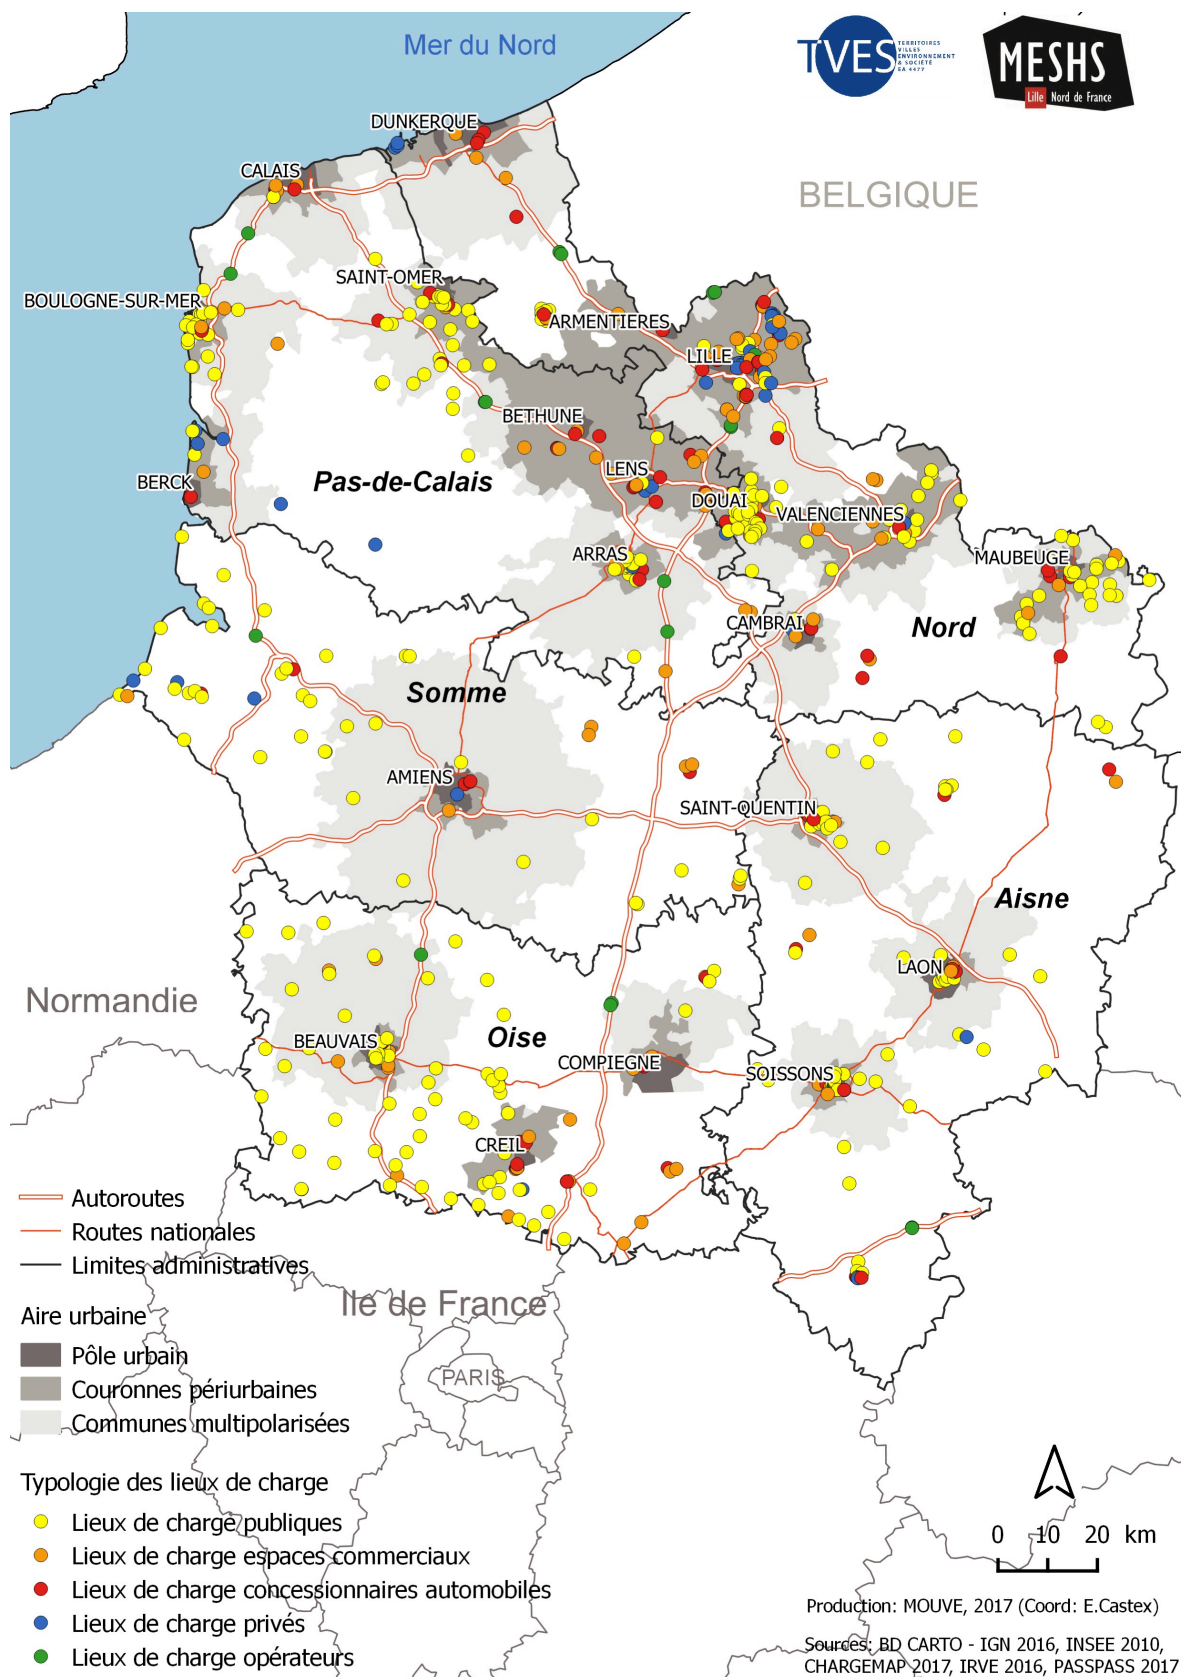 Mer du Nord
TVES
TERRITOIRES
VILLES
ENVIRONNEMENT
& SOCIÉTÉ
EA 4477
MESHS
Lille Nord de France
DUNKERQUE
CALAIS
BELGIQUE
SAINT-OMER
BOULOGNE-SUR-MER
ARMENTIERES
LILLE
BETHUNE
LENS
BERCK
Pas-de-Calais
DOUAI
VALENCIENNES
ARRAS
MAUBEUGE
CAMBRAI
Nord
Somme
AMIENS
SAINT-QUENTIN
Aisne
LAON
Normandie
Oise
BEAUVAIS
COMPIEGNE
SOISSONS
CREIL
Autoroutes
Routes nationales
Limites administratives
Ile de France
PARIS
Aire urbaine
Pôle urbain
Couronnes périurbaines
Communes multipolarisées
Typologie des lieux de charge
Lieux de charge publiques
Lieux de charge espaces commerciaux
Lieux de charge concessionnaires automobiles
Lieux de charge privés
Lieux de charge opérateurs
0 10 20 km
Production: MOUVE, 2017 (Coord: E.Castex)
Sources: BD CARTO - IGN 2016, INSEE 2010,
CHARGEMAP 2017, IRVE 2016, PASSPASS 2017